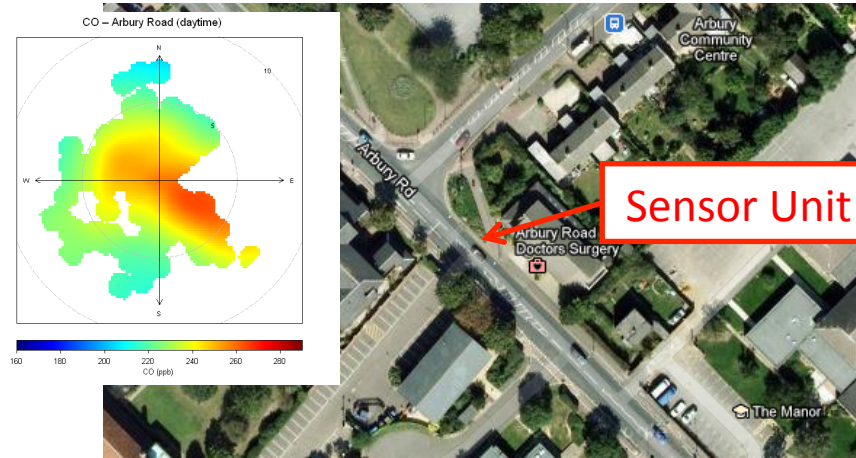 CO – Arbury Road (daytime)
N
10
5
W
E
S
160 180 200 220 240 260 280
CO (ppb)
Arbury
Community
Centre
Arbury Rd
Sensor Unit
Arbury Road
Doctors Surgery
The Manor